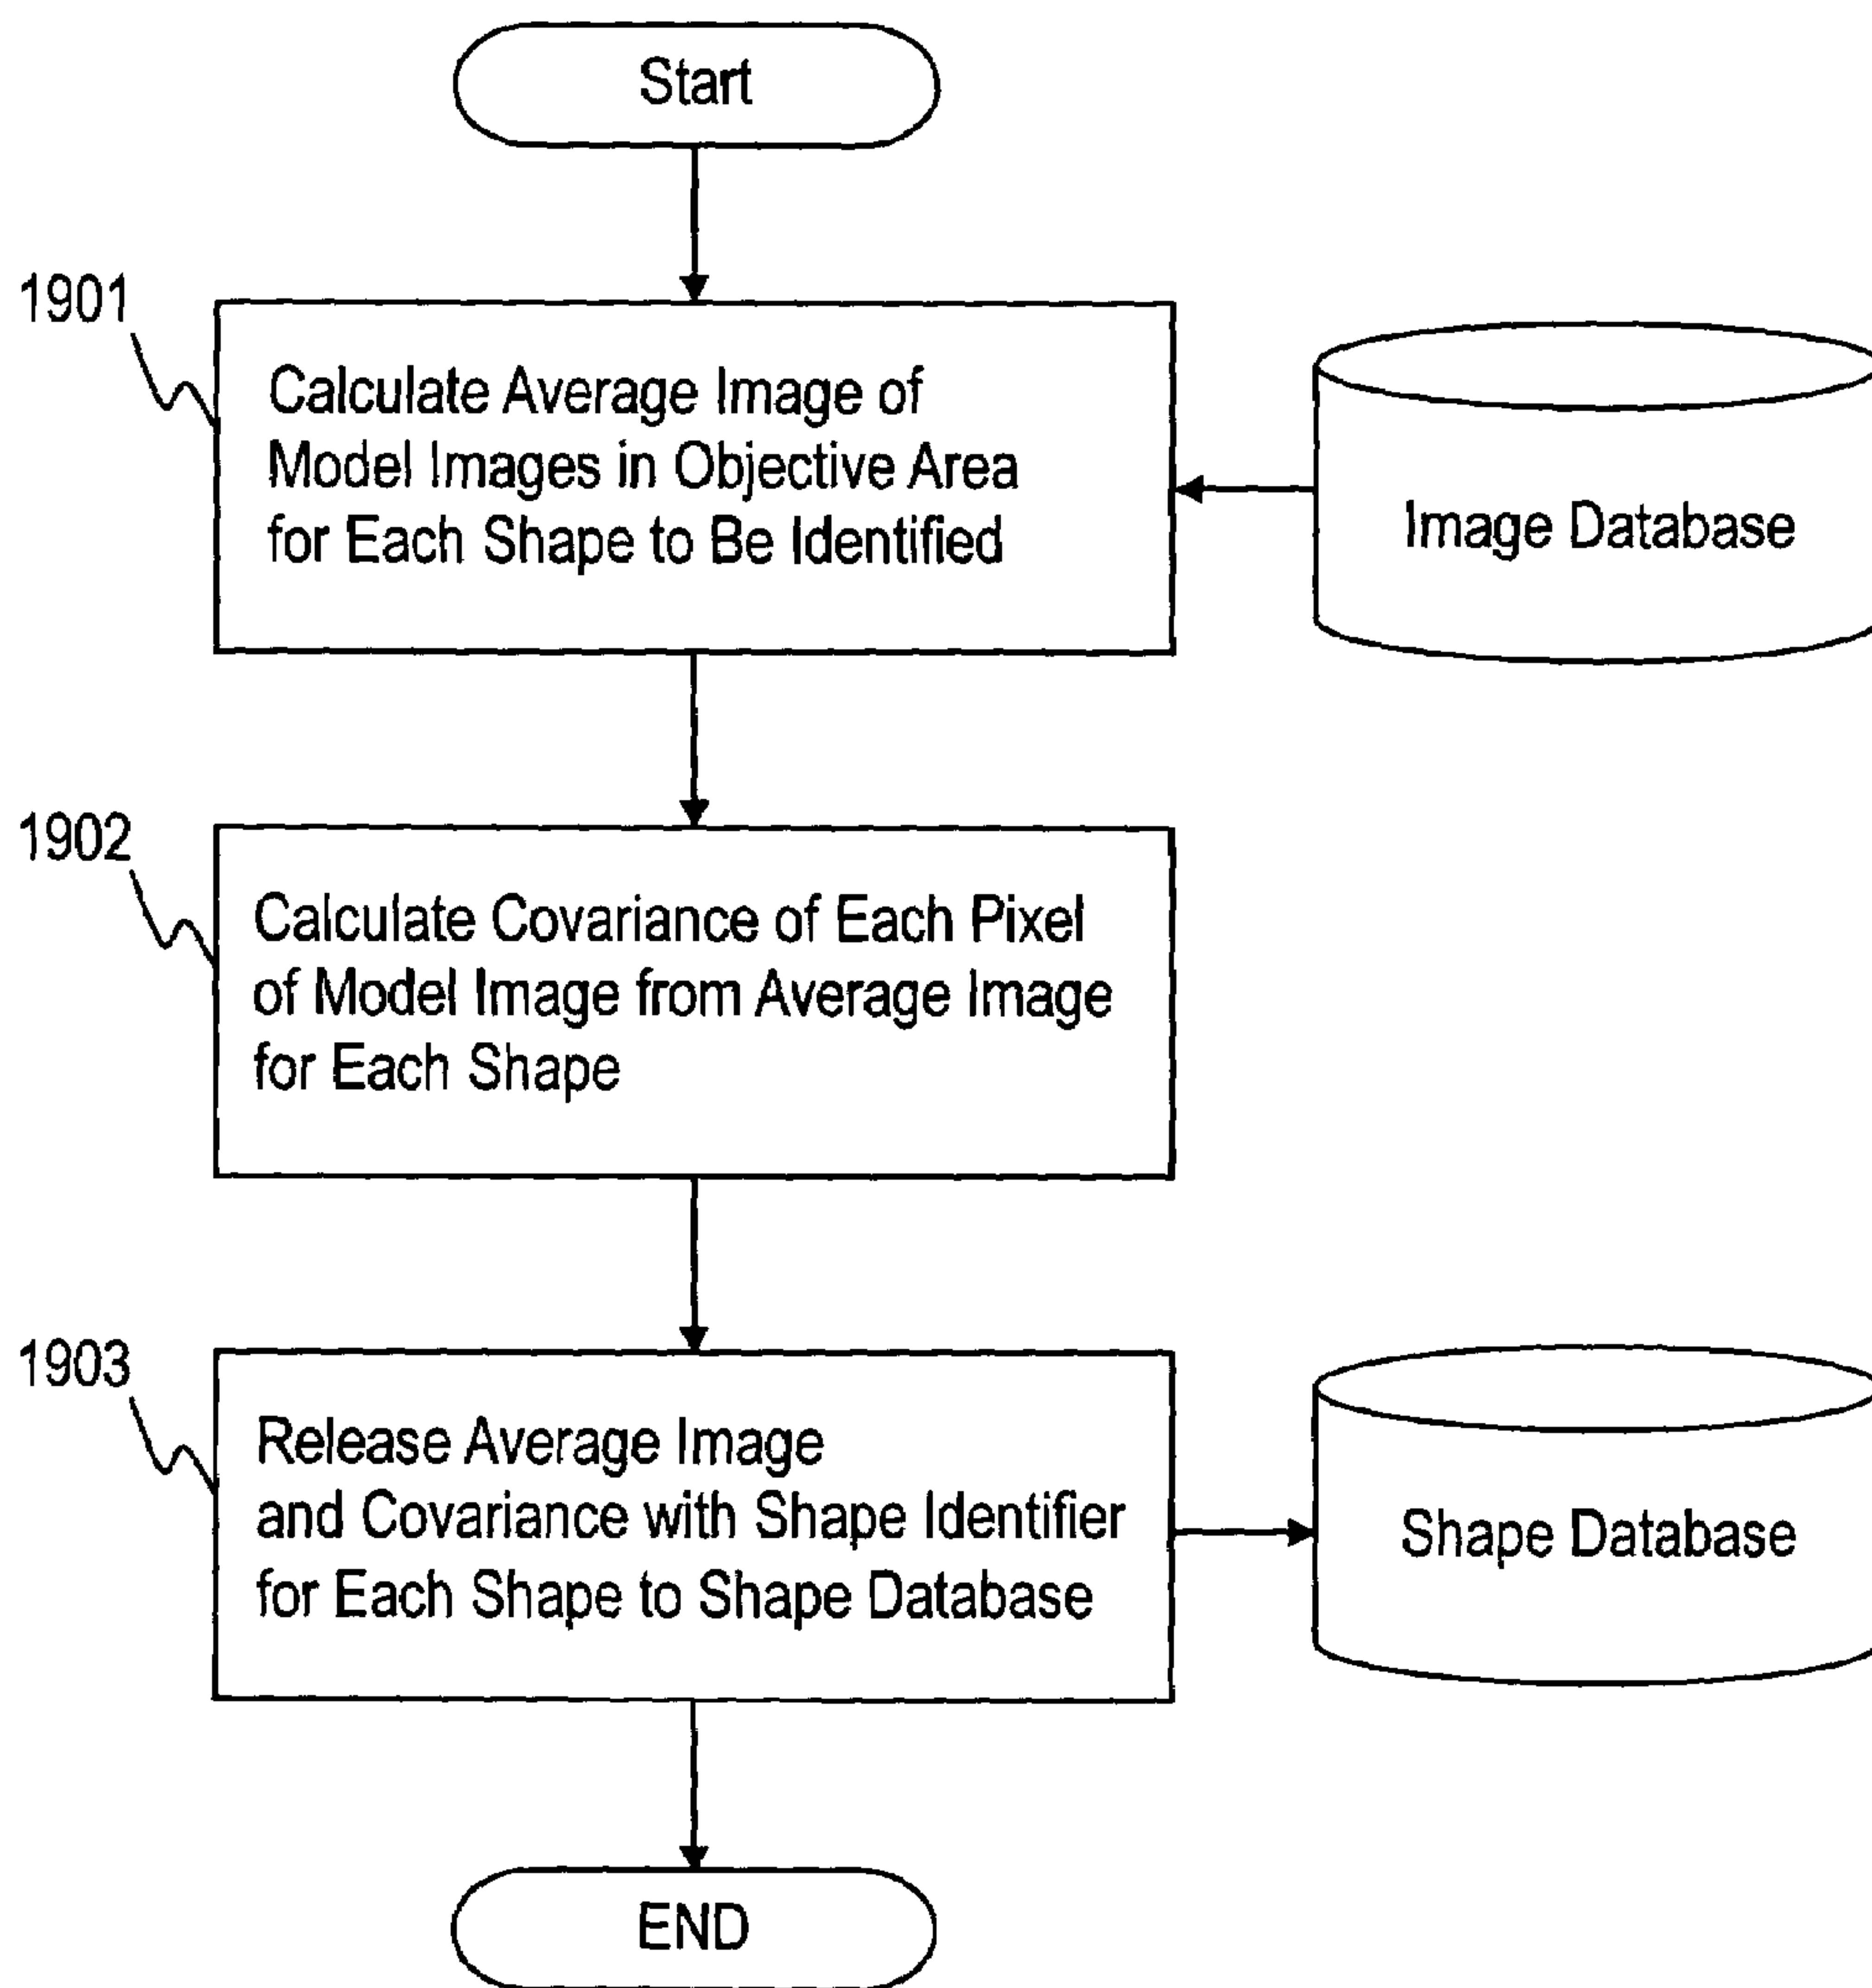 Start
1901
Calculate Average Image of
Model Images in Objective Area
for Each Shape to Be Identified
Image Database
1902
Calculate Covariance of Each Pixel
of Model Image from Average Image
for Each Shape
1903
Release Average Image
and Covariance with Shape Identifier
for Each Shape to Shape Database
Shape Database
END